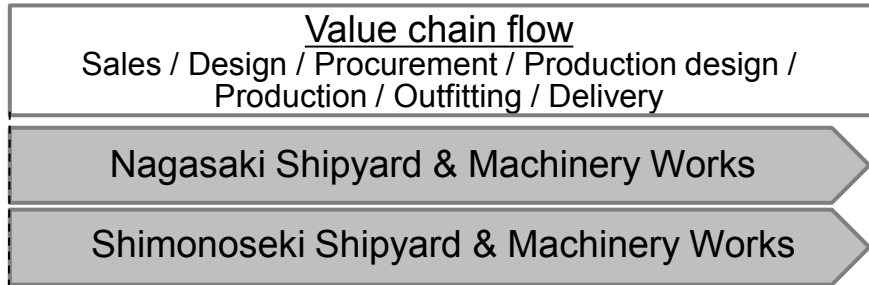 Value chain flow
Sales / Design / Procurement / Production design /
Production / Outfitting / Delivery
Nagasaki Shipyard & Machinery Works
Shimonoseki Shipyard & Machinery Works